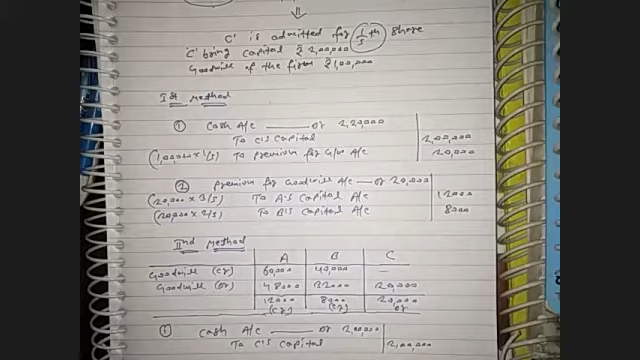 C' is admitted for 1/5 th share
C' bring capital ₹ 2,00,000
Goodwill of the firm ₹ 1,00,000
Ist Method
① Cash A/c —— Dr 2,20,000
To C'S Capital 2,00,000
(1,00,000 x 1/5) To premium for G/w A/c 20,000
② premium for Goodwill A/c — Dr 20,000
(20,000 x 3/5) To A'S Capital A/c 12000
(20,000 x 2/5) To B'S Capital A/c 8000
IInd Method
A B C
Goodwill (cr) 60,000 40,000 —
Goodwill (Dr) 48000 32000 20,000
12000 8000 20,000
(cr) (cr) Dr
① Cash A/c —— Dr 2,00,000
To C'S Capital 2,00,000